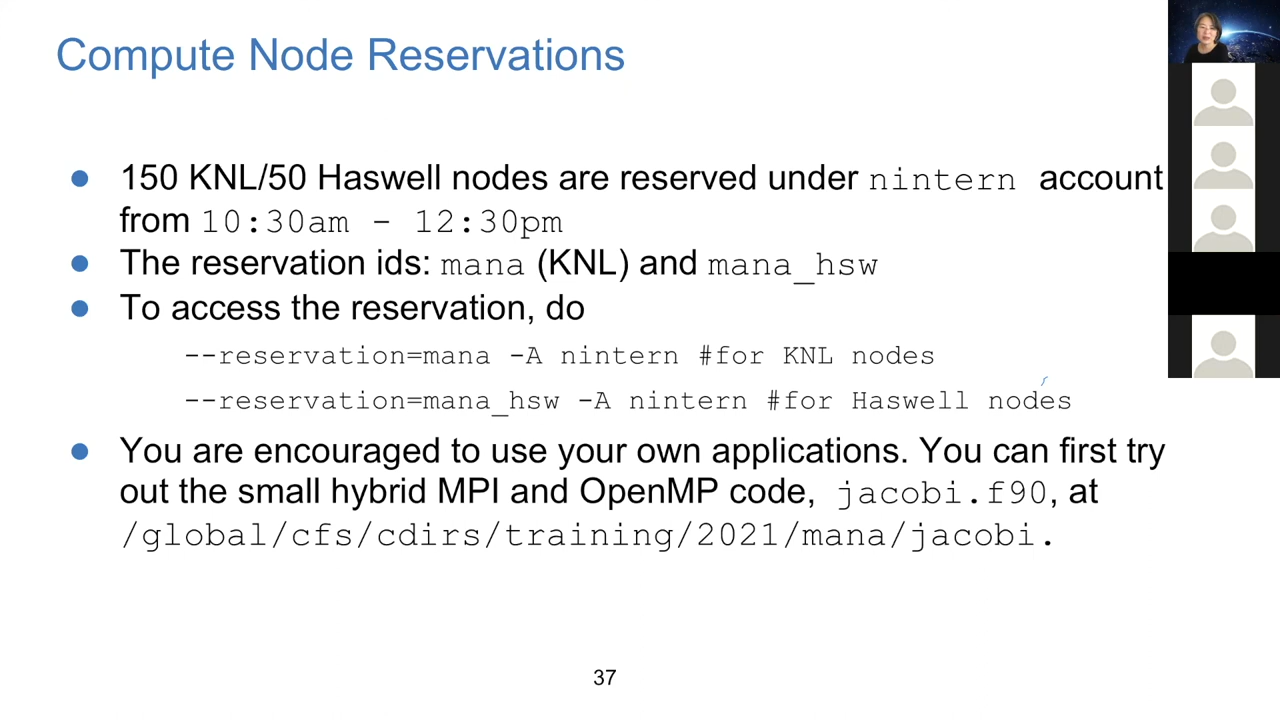 Compute Node Reservations
● 150 KNL/50 Haswell nodes are reserved under nintern account
from 10:30am - 12:30pm
● The reservation ids: mana (KNL) and mana_hsw
● To access the reservation, do
--reservation=mana -A nintern #for KNL nodes
--reservation=mana_hsw -A nintern #for Haswell nodes
● You are encouraged to use your own applications. You can first try
out the small hybrid MPI and OpenMP code, jacobi.f90, at
/global/cfs/cdirs/training/2021/mana/jacobi.
37